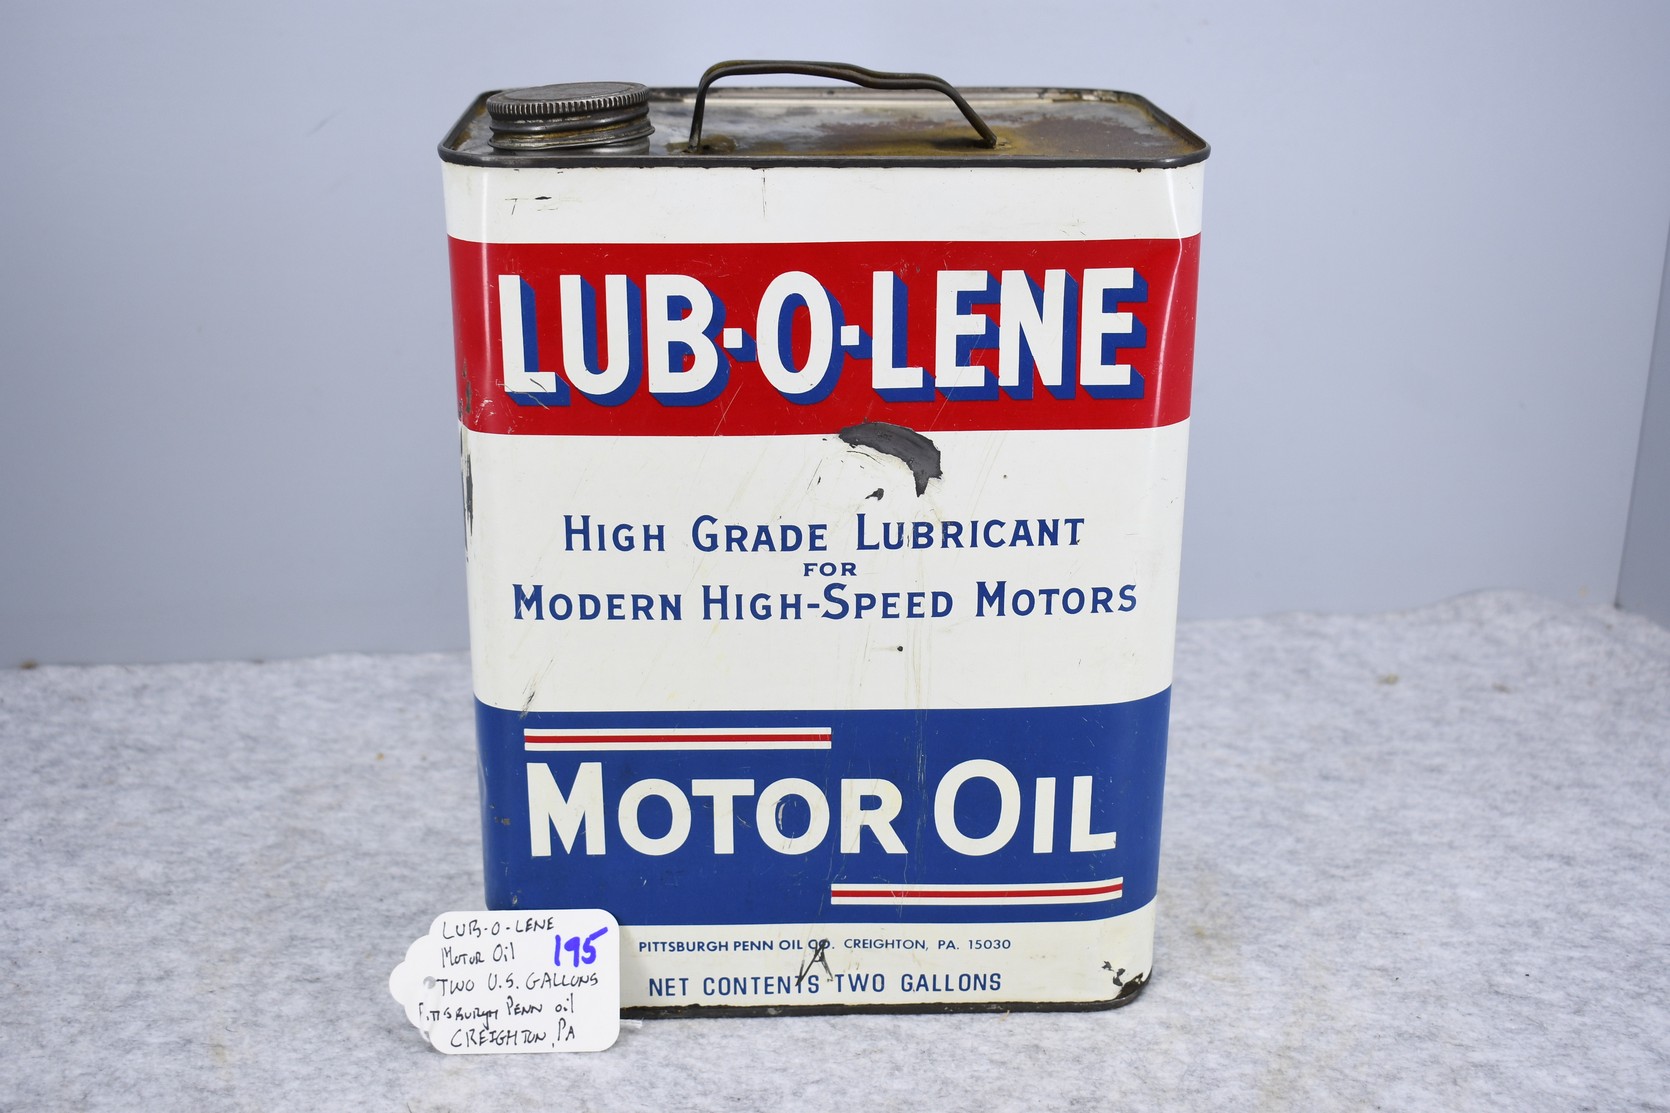 LUB-O-LENE
HIGH GRADE LUBRICANT
FOR
MODERN HIGH-SPEED MOTORS
MOTOR OIL
PITTSBURGH PENN OIL CO. CREIGHTON, PA. 15030
NET CONTENTS TWO GALLONS
LUB-O-LENE
MOTOR OIL 195
TWO U.S. GALLONS
PITTSBURGH PENN OIL
CREIGHTON, PA